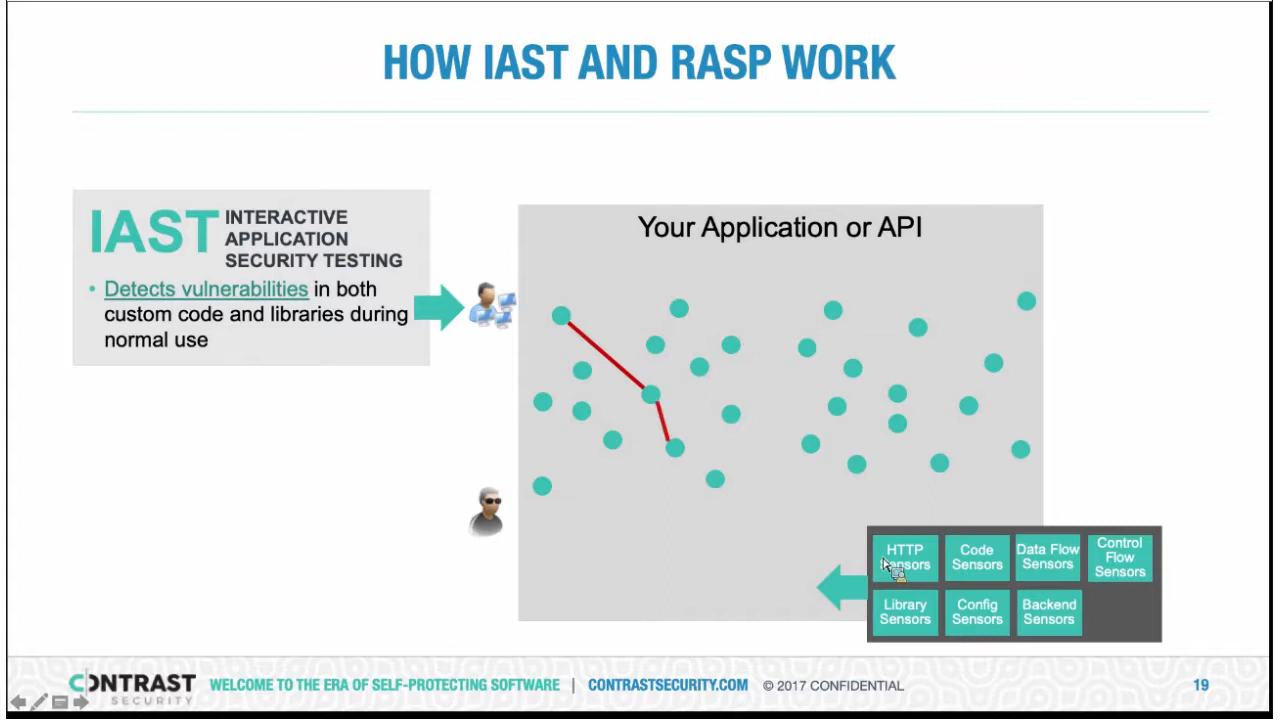 HOW IAST AND RASP WORK
IAST
INTERACTIVE
APPLICATION
SECURITY TESTING
• Detects vulnerabilities in both
custom code and libraries during
normal use
Your Application or API
HTTP
Sensors
Code
Sensors
Data Flow
Sensors
Control
Flow
Sensors
Library
Sensors
Config
Sensors
Backend
Sensors
CONTRAST
SECURITY
WELCOME TO THE ERA OF SELF-PROTECTING SOFTWARE | CONTRASTSECURITY.COM © 2017 CONFIDENTIAL
19